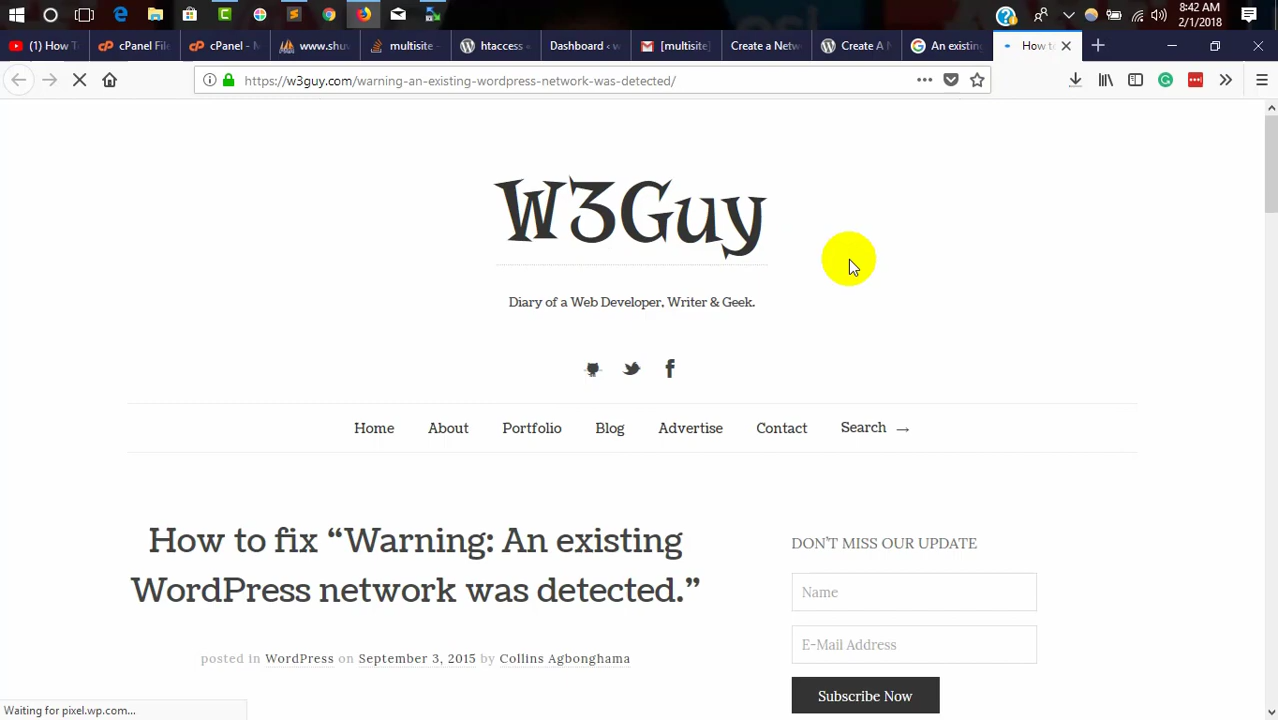 8:42 AM
2/1/2018
(1) How T
cPanel File
cPanel - M
www.shuv
multisite -
htaccess «
Dashboard ‹ w
[multisite]
Create a Netw
Create A N
An existing
How to
https://w3guy.com/warning-an-existing-wordpress-network-was-detected/
W3Guy
Diary of a Web Developer, Writer & Geek.
Home About Portfolio Blog Advertise Contact Search →
How to fix “Warning: An existing
WordPress network was detected.”
posted in WordPress on September 3, 2015 by Collins Agbonghama
DON'T MISS OUR UPDATE
Name
E-Mail Address
Subscribe Now
Waiting for pixel.wp.com...